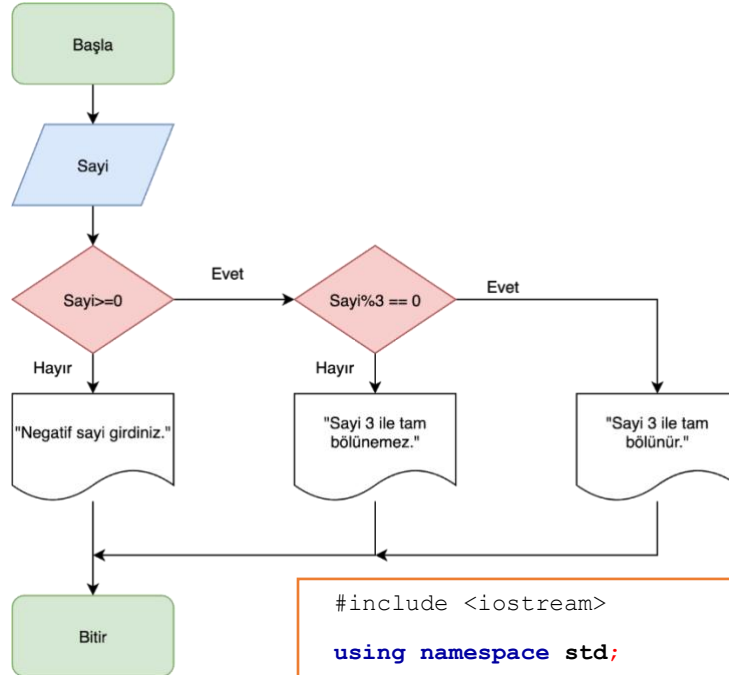 Başla
Sayi
Sayi>=0
Evet
Sayi%3 == 0
Evet
Hayır
Hayır
"Negatif sayi girdiniz."
"Sayi 3 ile tam
bölünemez."
"Sayi 3 ile tam
bölünür."
Bitir
#include <iostream>
using namespace std;